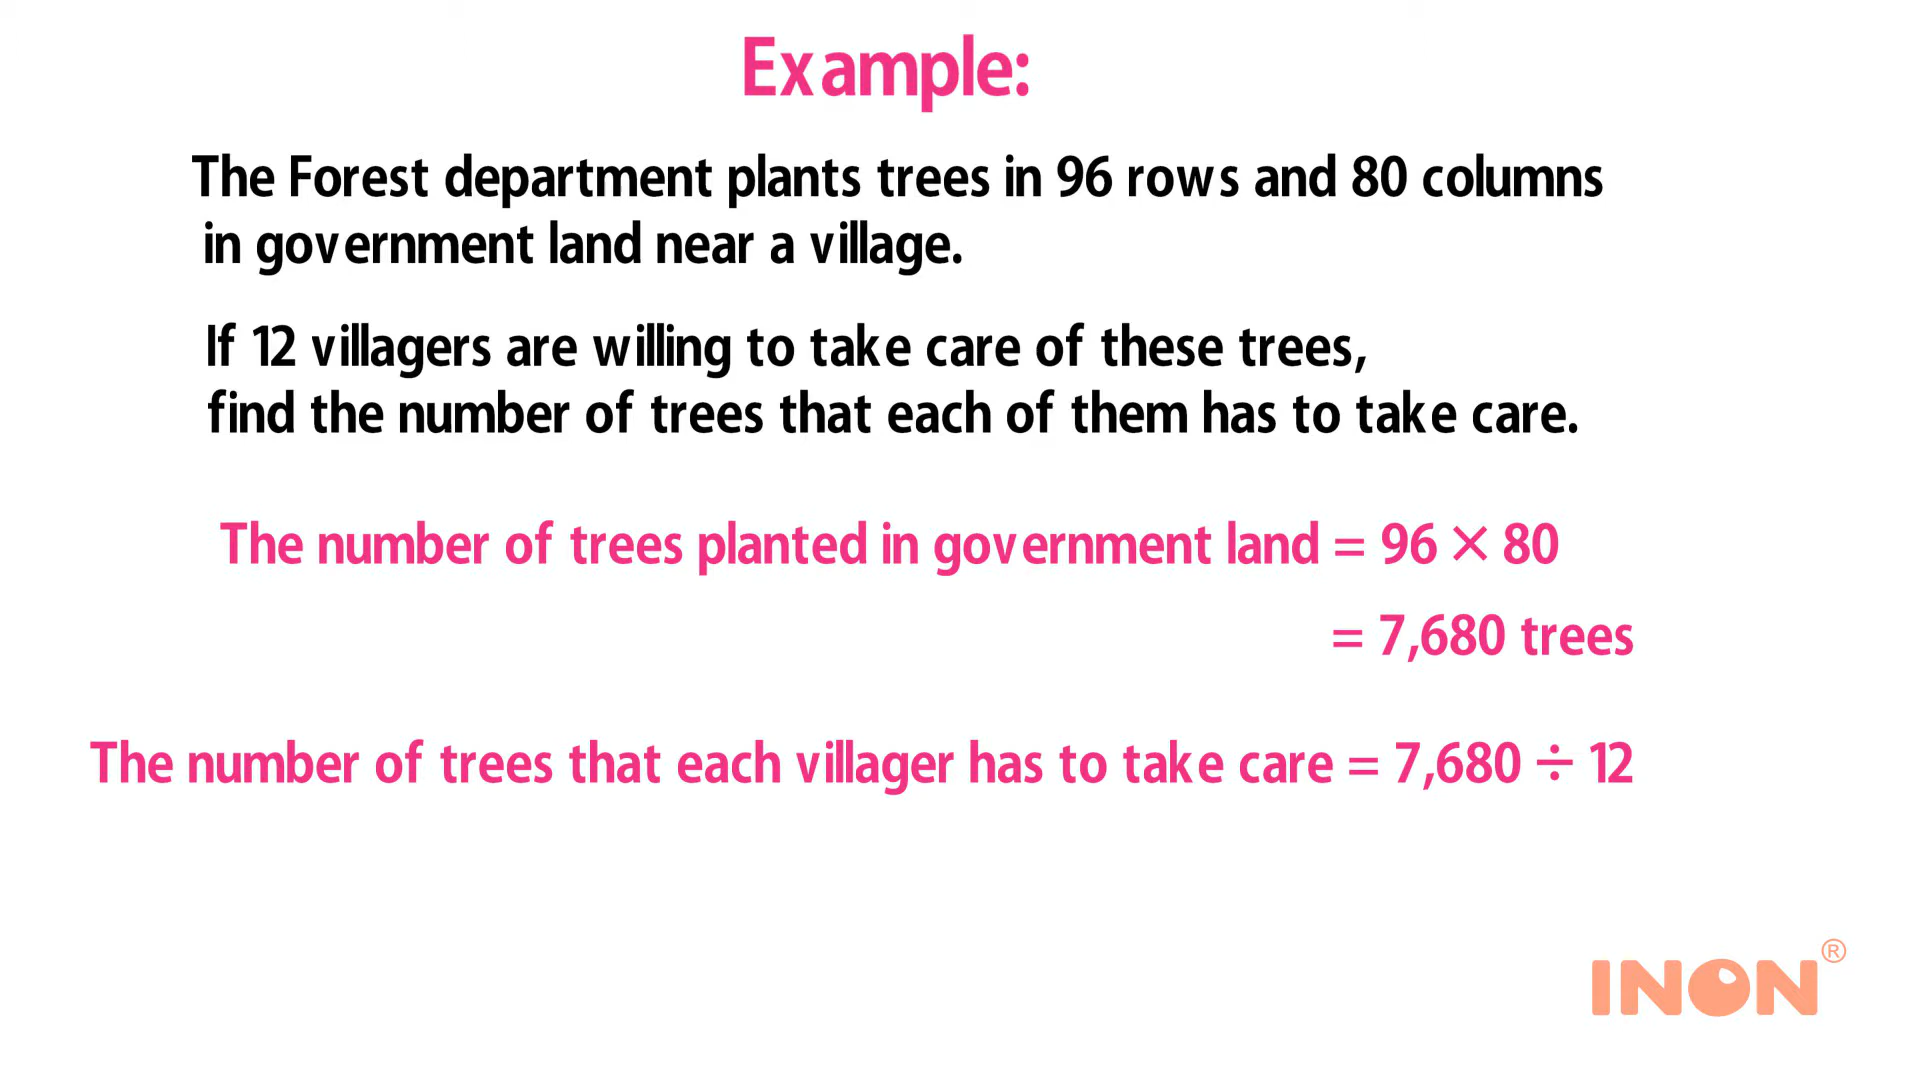 Example:
The Forest department plants trees in 96 rows and 80 columns
in government land near a village.
If 12 villagers are willing to take care of these trees,
find the number of trees that each of them has to take care.
The number of trees planted in government land = 96 × 80
= 7,680 trees
The number of trees that each villager has to take care = 7,680 ÷ 12
INON®